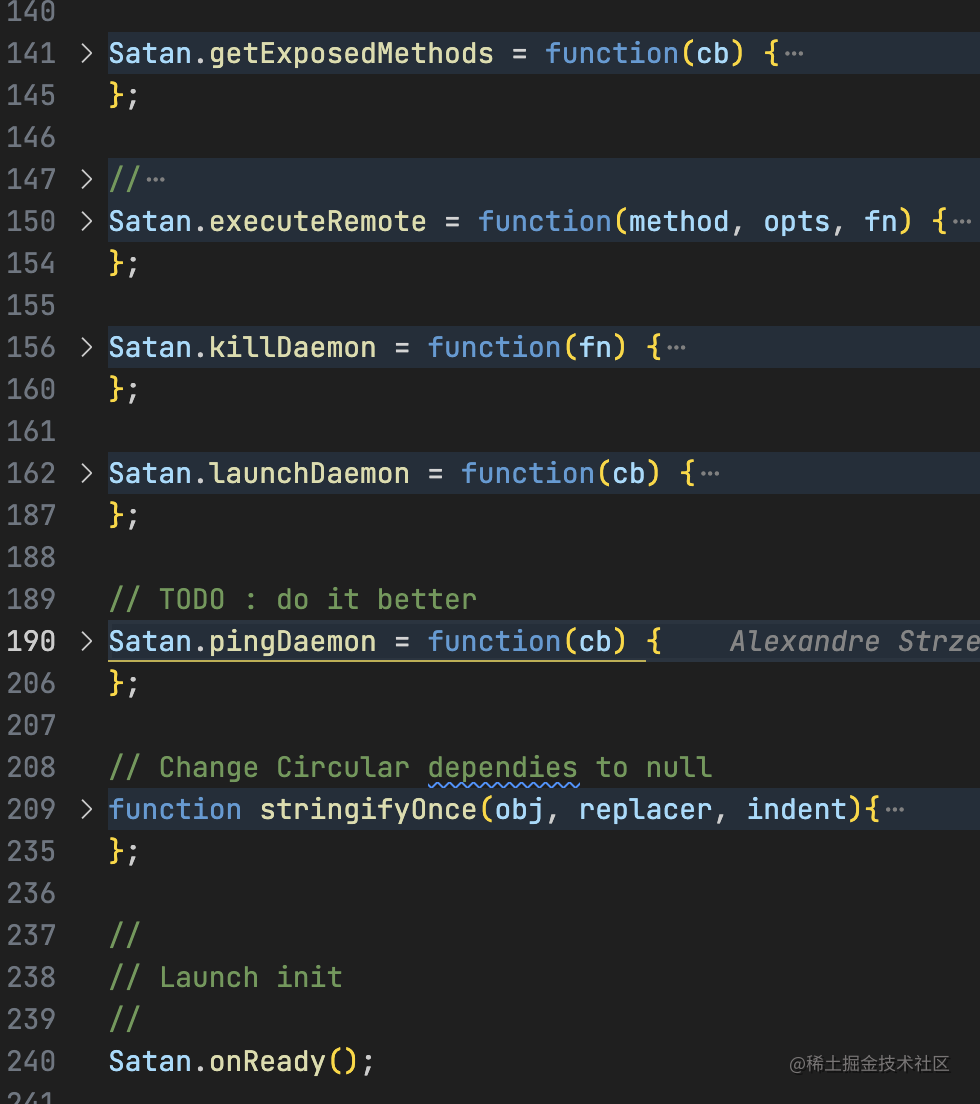 140
141 > Satan.getExposedMethods = function(cb) {…
145 };
146
147 > //…
150 > Satan.executeRemote = function(method, opts, fn) {…
154 };
155
156 > Satan.killDaemon = function(fn) {…
160 };
161
162 > Satan.launchDaemon = function(cb) {…
187 };
188
189 // TODO : do it better
190 > Satan.pingDaemon = function(cb) { Alexandre Strze
206 };
207
208 // Change Circular dependies to null
209 > function stringifyOnce(obj, replacer, indent){…
235 };
236
237 //
238 // Launch init
239 //
240 Satan.onReady();
@稀土掘金技术社区
241